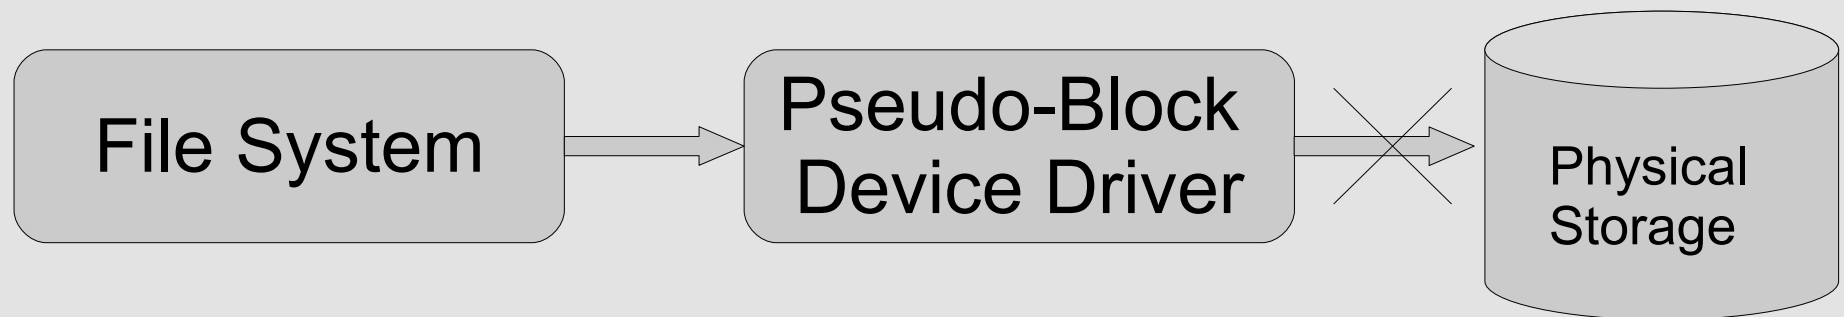 File System
Pseudo-Block
Device Driver
Physical
Storage